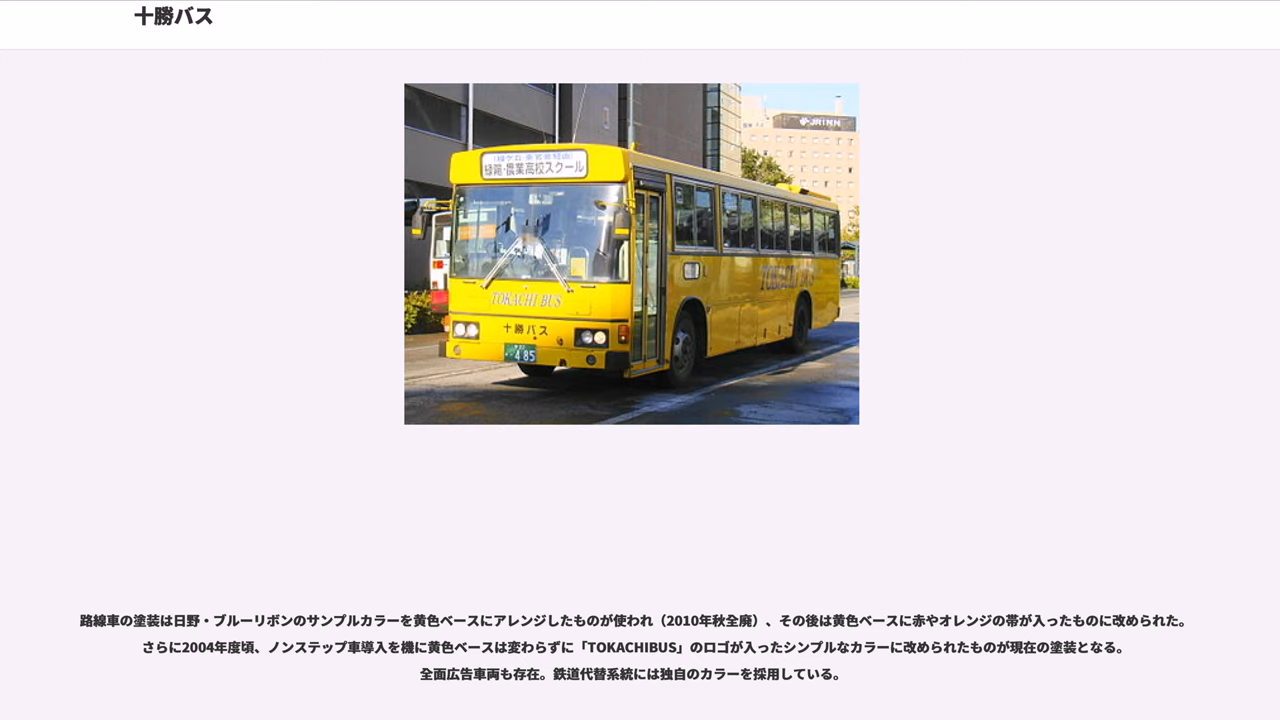 十勝バス
JR INN
緑陽・農業高校スクール
TOKACHI BUS
TOKACHI BUS
十勝バス
485
路線車の塗装は日野・ブルーリボンのサンプルカラーを黄色ベースにアレンジしたものが使われ（2010年秋全廃）、その後は黄色ベースに赤やオレンジの帯が入ったものに改められた。
さらに2004年度頃、ノンステップ車導入を機に黄色ベースは変わらずに「TOKACHIBUS」のロゴが入ったシンプルなカラーに改められたものが現在の塗装となる。
全面広告車両も存在。鉄道代替系統には独自のカラーを採用している。